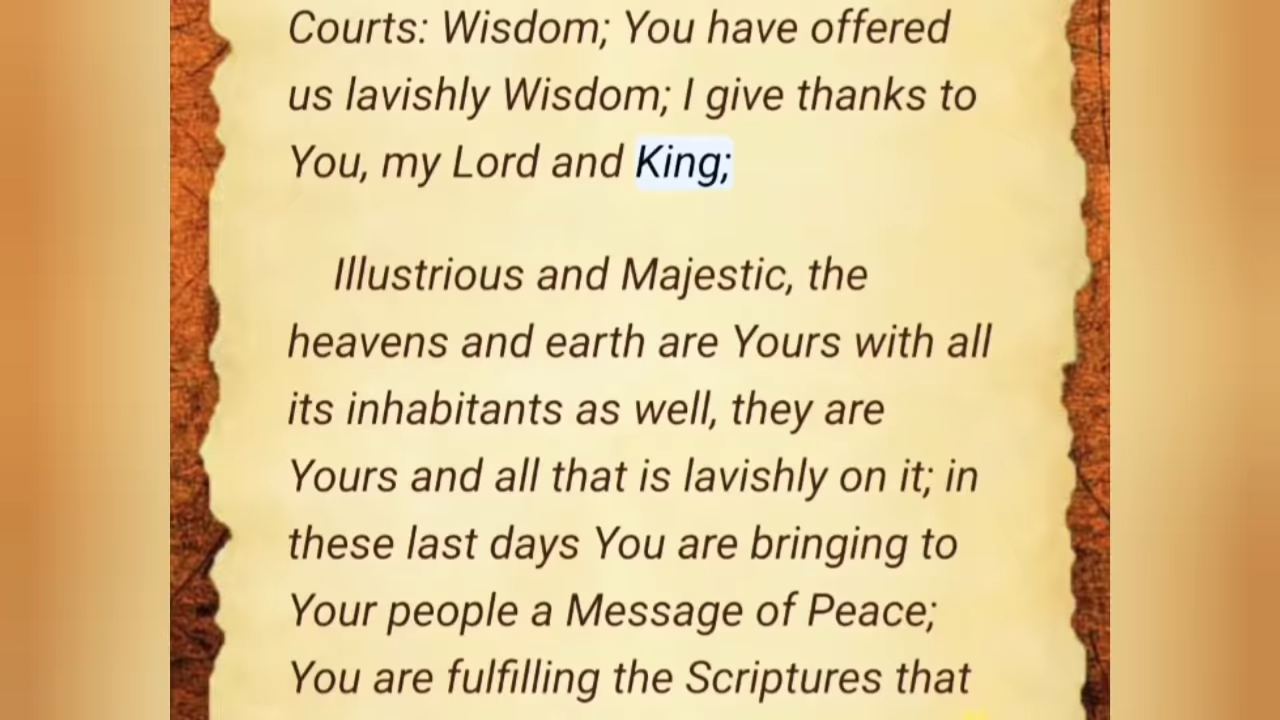 Courts: Wisdom; You have offered
us lavishly Wisdom; I give thanks to
You, my Lord and King;
Illustrious and Majestic, the
heavens and earth are Yours with all
its inhabitants as well, they are
Yours and all that is lavishly on it; in
these last days You are bringing to
Your people a Message of Peace;
You are fulfilling the Scriptures that